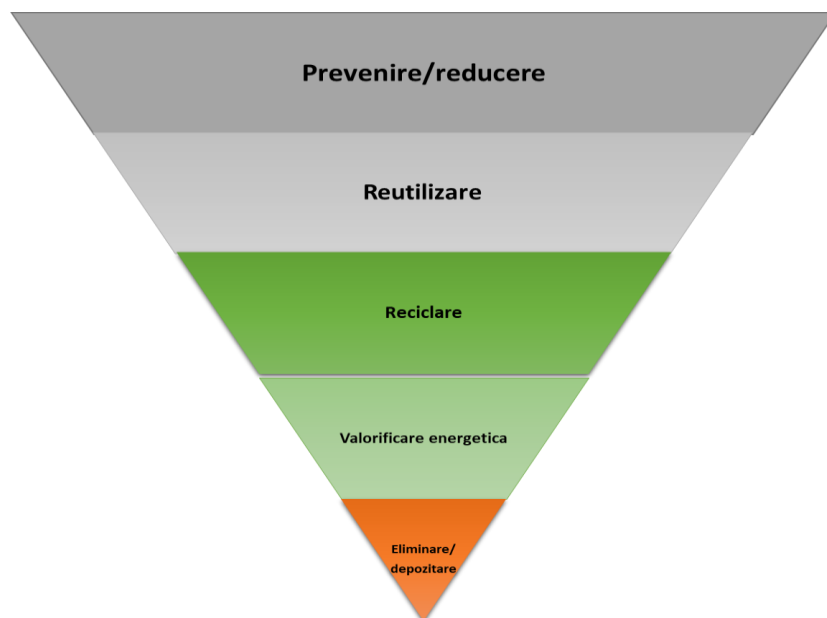 Prevenire/reducere
Reutilizare
Reciclare
Valorificare energetica
Eliminare/
depozitare